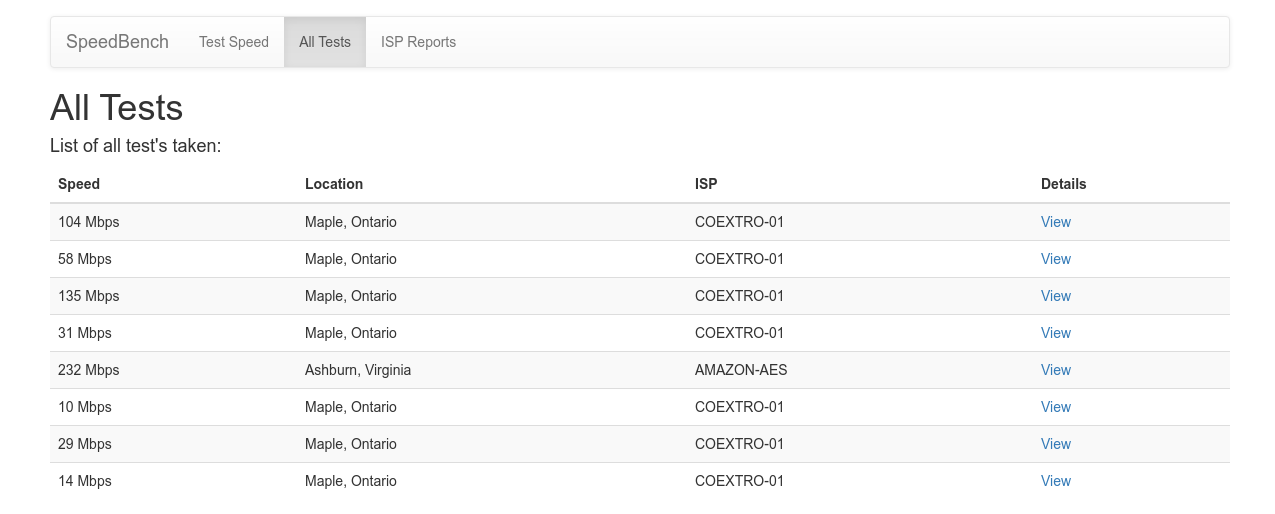 SpeedBench Test Speed All Tests ISP Reports
All Tests
List of all test's taken:
Speed Location ISP Details
104 Mbps Maple, Ontario COEXTRO-01 View
58 Mbps Maple, Ontario COEXTRO-01 View
135 Mbps Maple, Ontario COEXTRO-01 View
31 Mbps Maple, Ontario COEXTRO-01 View
232 Mbps Ashburn, Virginia AMAZON-AES View
10 Mbps Maple, Ontario COEXTRO-01 View
29 Mbps Maple, Ontario COEXTRO-01 View
14 Mbps Maple, Ontario COEXTRO-01 View